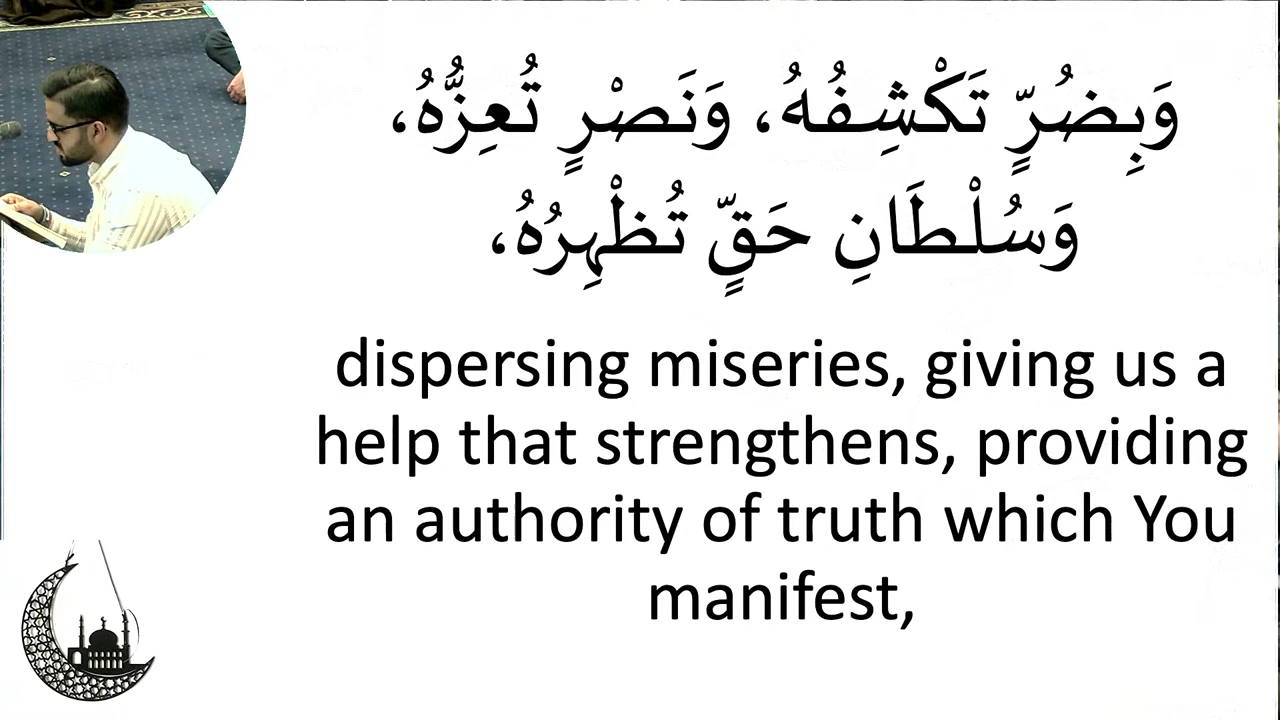 وَبِضُرٍّ تَكْشِفُهُ، وَنَصْرٍ تُعِزُّهُ،
وَسُلْطَانِ حَقٍّ تُظْهِرُهُ،
dispersing miseries, giving us a
help that strengthens, providing
an authority of truth which You
manifest,